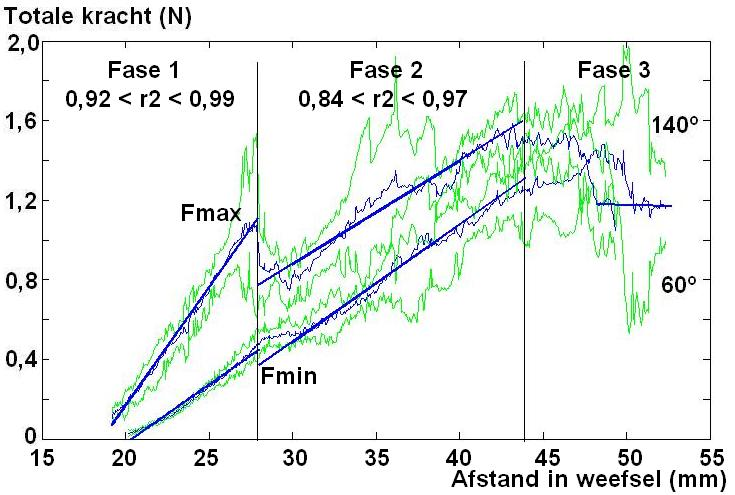 Totale kracht (N)
2,0
Fase 1
Fase 2
Fase 3
0,92 < r2 < 0,99
0,84 < r2 < 0,97
1,6
140º
1,2
Fmax
0,8
60º
0,4
Fmin
0
15 20 25 30 35 40 45 50 55
Afstand in weefsel (mm)